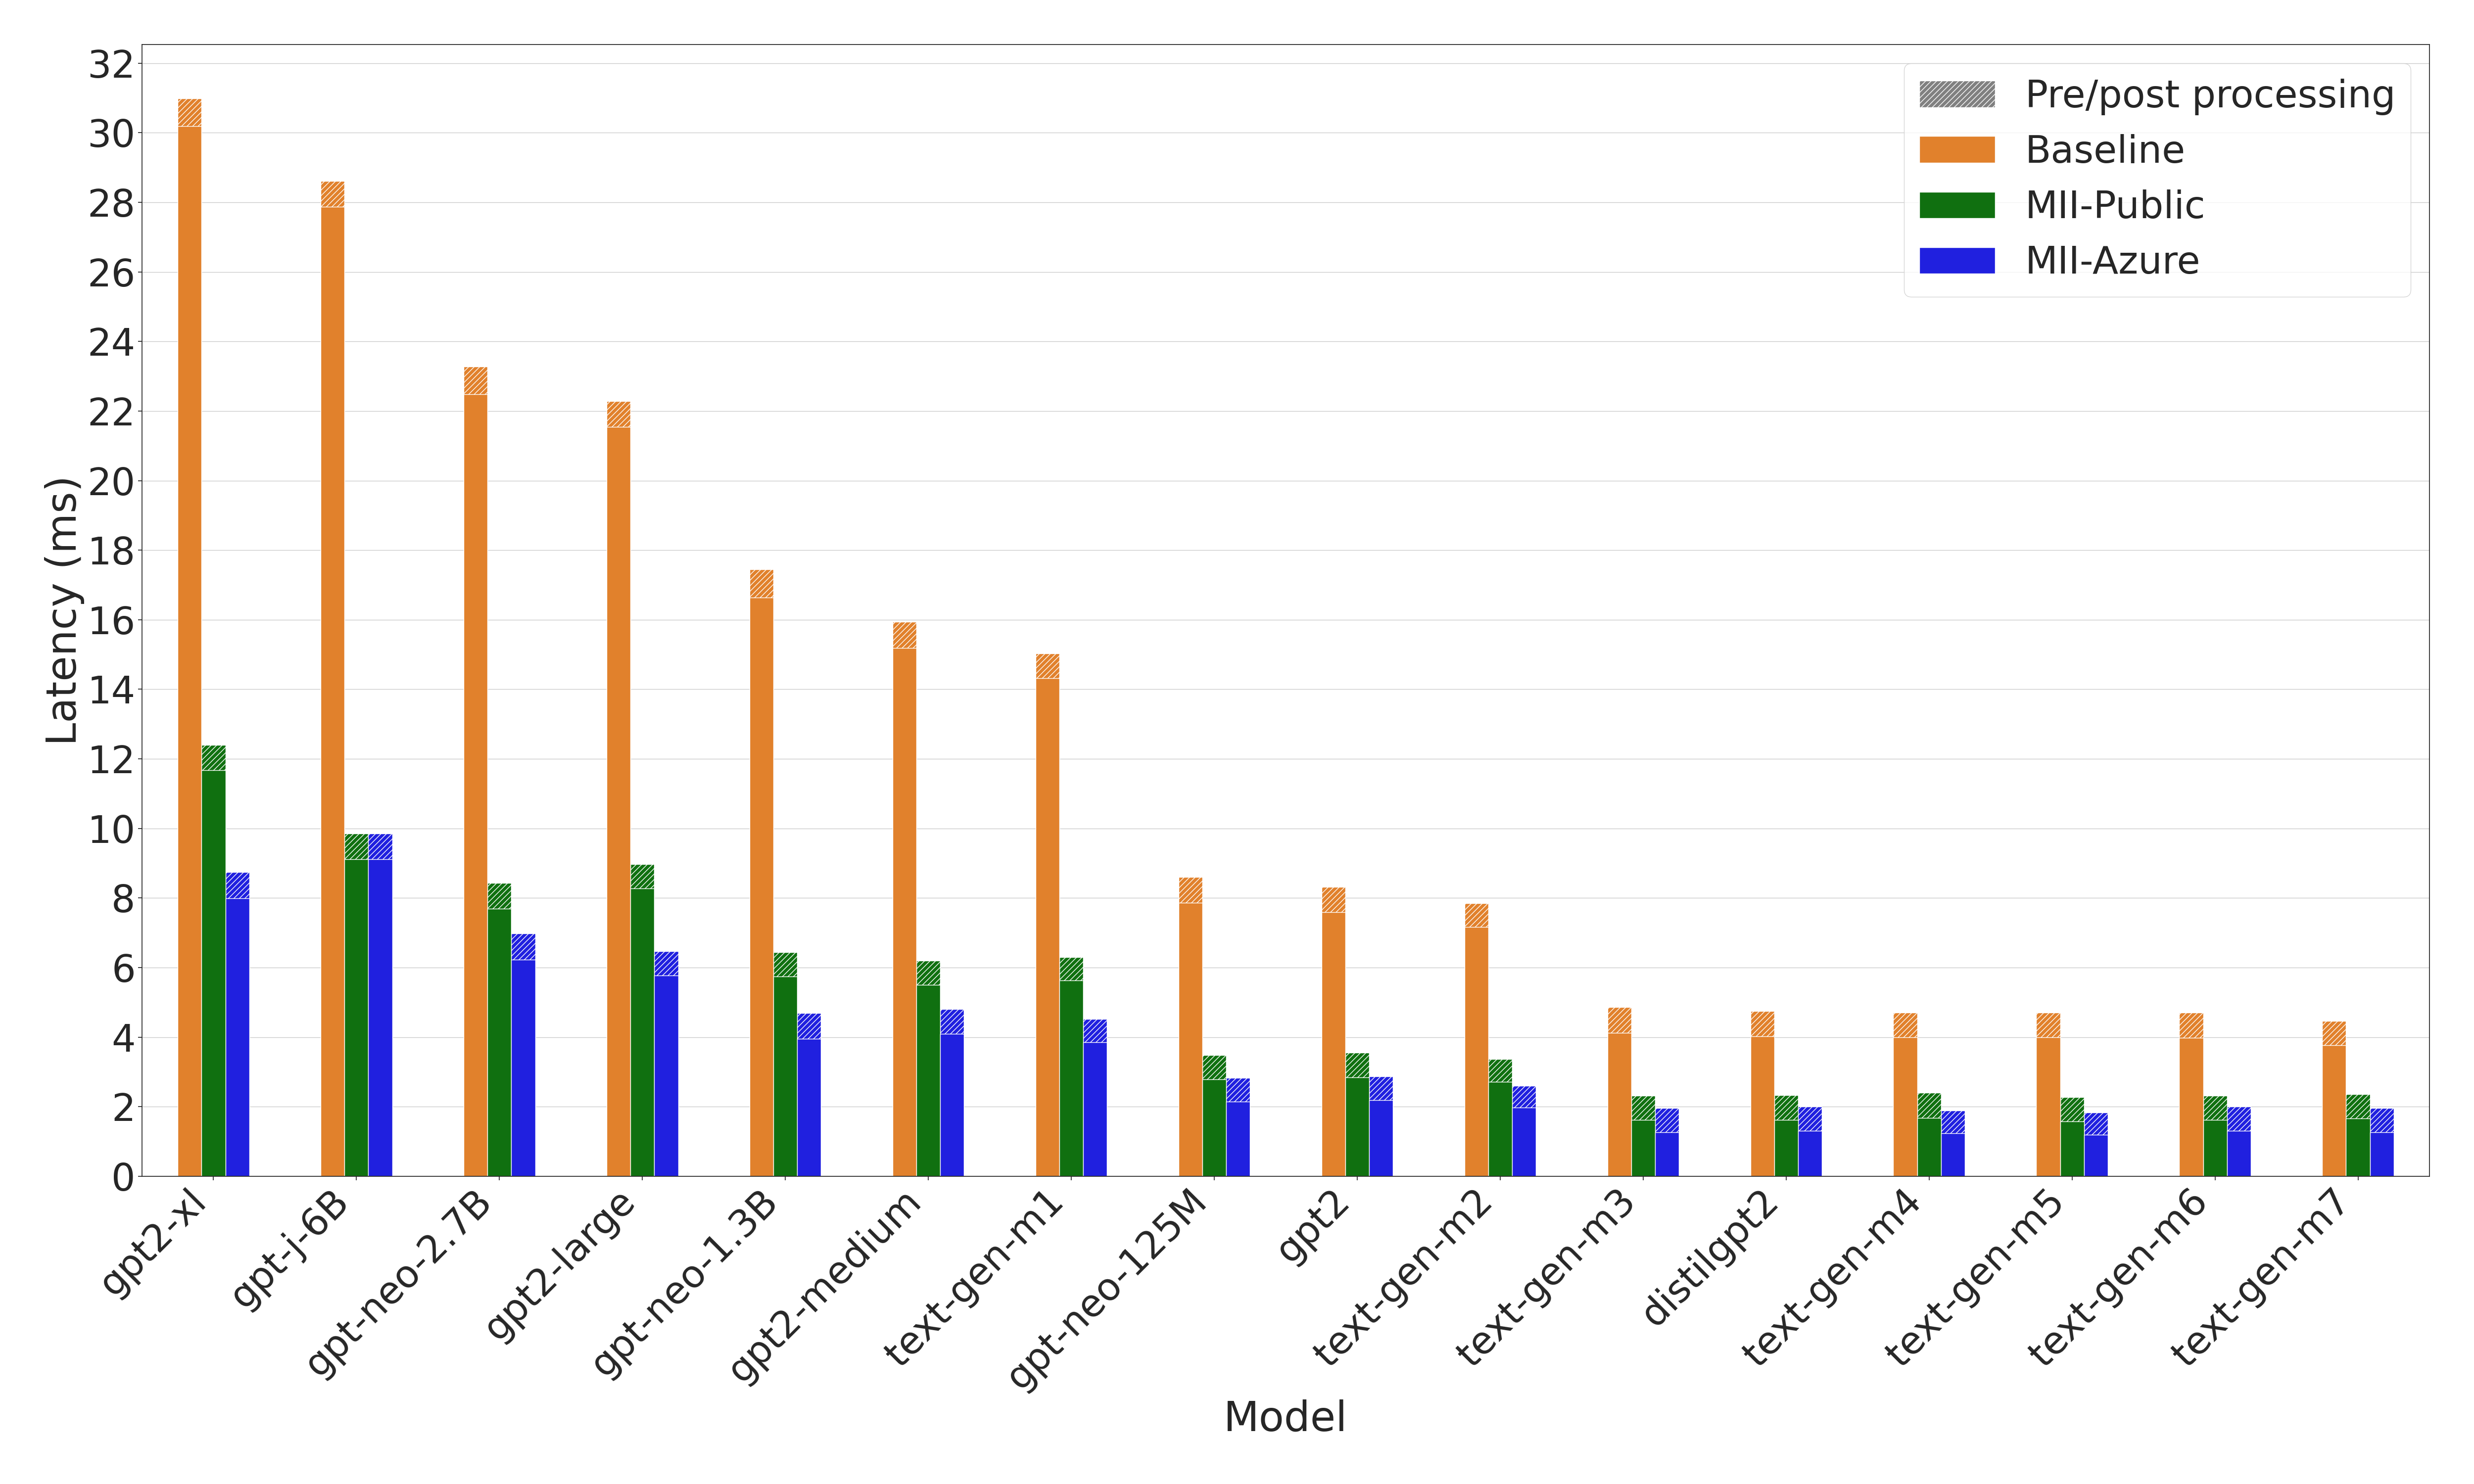 32
30
28
26
24
22
20
18
16
14
12
10
8
6
4
2
0
Latency (ms)
Pre/post processing
Baseline
MII-Public
MII-Azure
gpt2-xl
gpt-j-6B
gpt-neo-2.7B
gpt2-large
gpt-neo-1.3B
gpt2-medium
text-gen-m1
gpt-neo-125M
gpt2
text-gen-m2
text-gen-m3
distilgpt2
text-gen-m4
text-gen-m5
text-gen-m6
text-gen-m7
Model